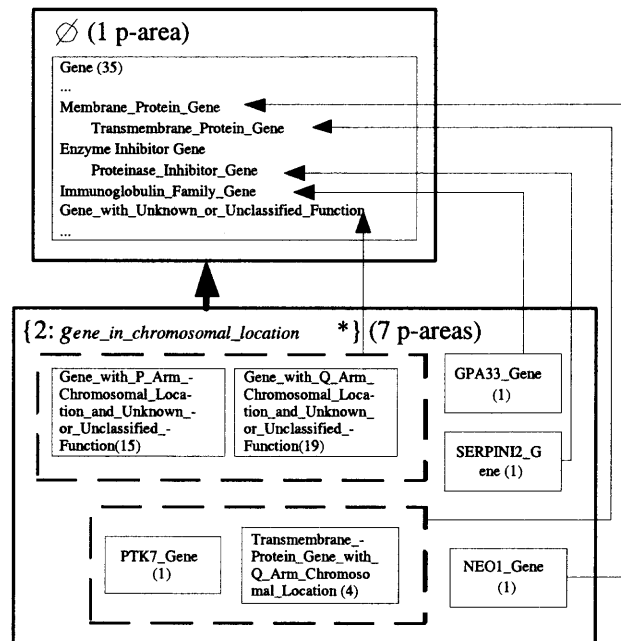 ∅ (1 p-area)
Gene (35)
...
Membrane_Protein_Gene
Transmembrane_Protein_Gene
Enzyme Inhibitor Gene
Proteinase_Inhibitor_Gene
Immunoglobulin_Family_Gene
Gene_with_Unknown_or_Unclassified_Function
...
{2: gene_in_chromosomal_location *} (7 p-areas)
Gene_with_P_Arm_-
Chromosomal_Loca-
tion_and_Unknown_-
or_Unclassified_-
Function(15)
Gene_with_Q_Arm_
Chromosomal_Loca-
tion_and_Unknown_
or_Unclassified_-
Function(19)
GPA33_Gene
(1)
SERPINI2_G
ene (1)
PTK7_Gene
(1)
Transmembrane_-
Protein_Gene_with_
Q_Arm_Chromoso
mal_Location (4)
NEO1_Gene
(1)